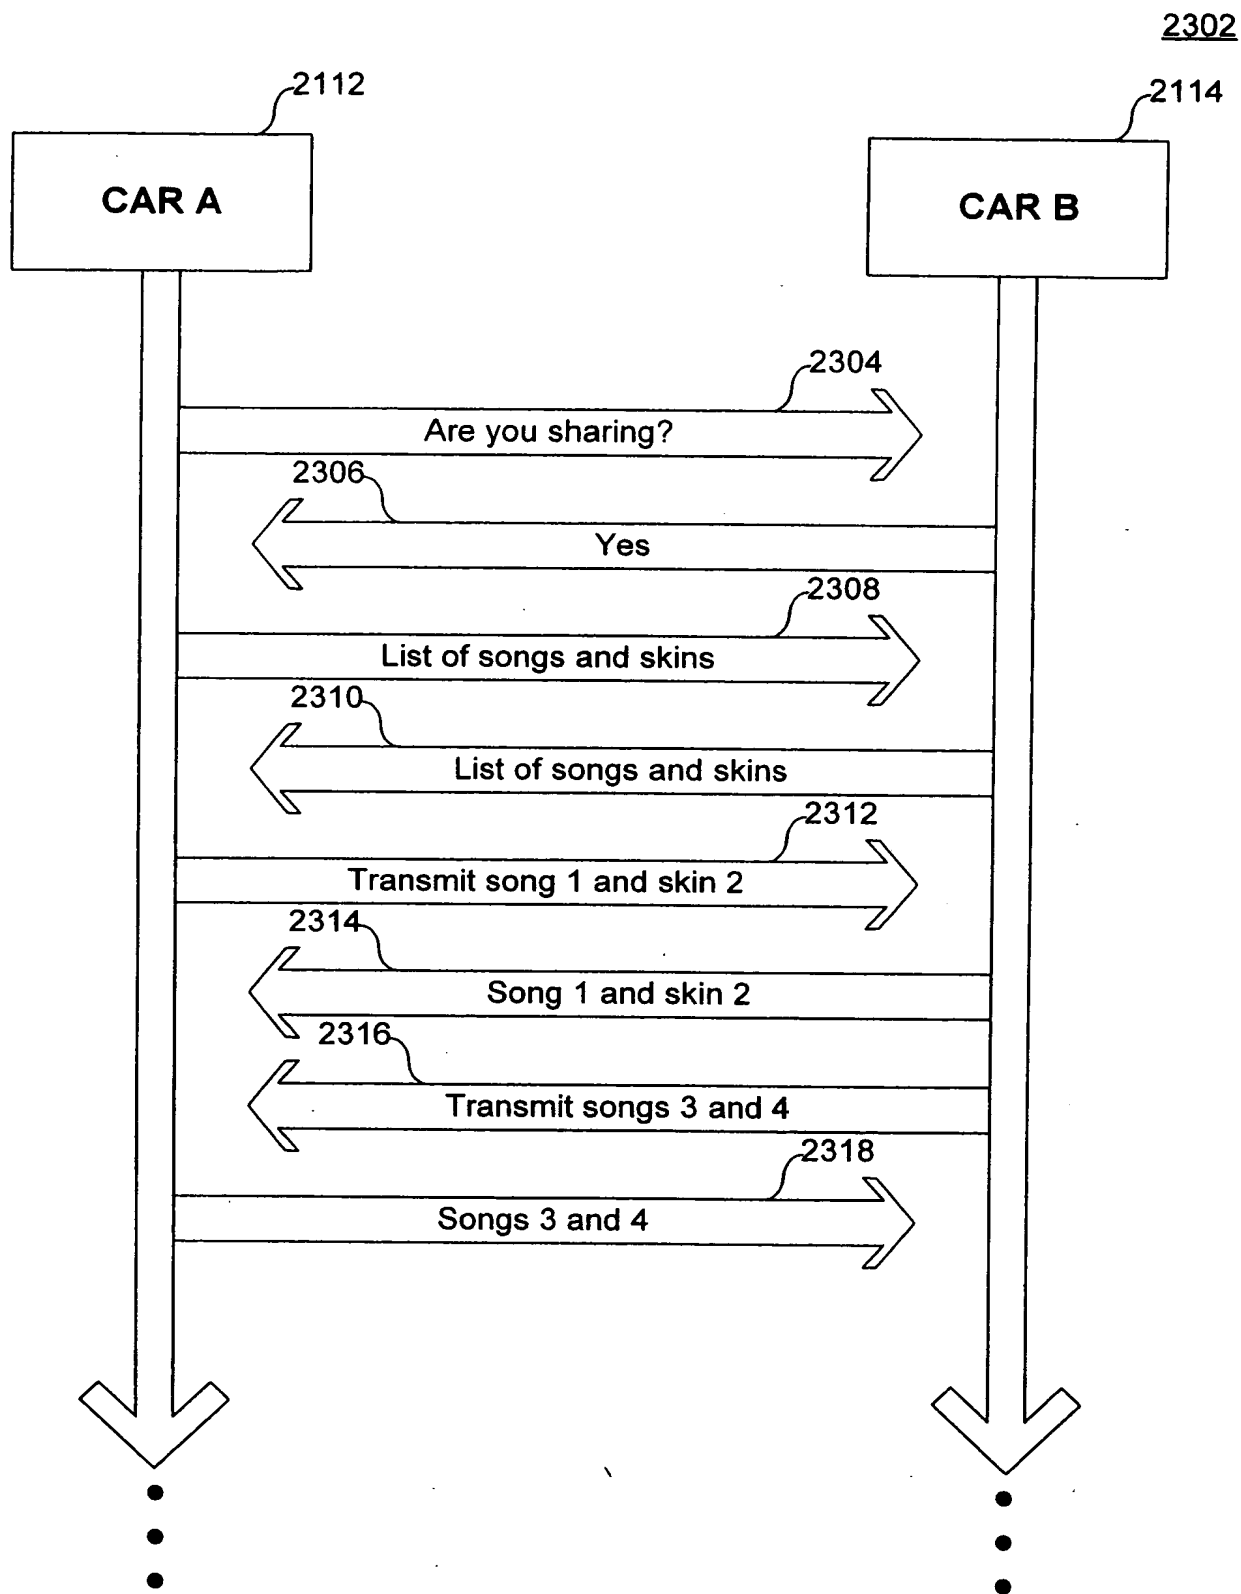 2302
2112
2114
CAR A
CAR B
2304
Are you sharing?
2306
Yes
2308
List of songs and skins
2310
List of songs and skins
2312
Transmit song 1 and skin 2
2314
Song 1 and skin 2
2316
Transmit songs 3 and 4
2318
Songs 3 and 4